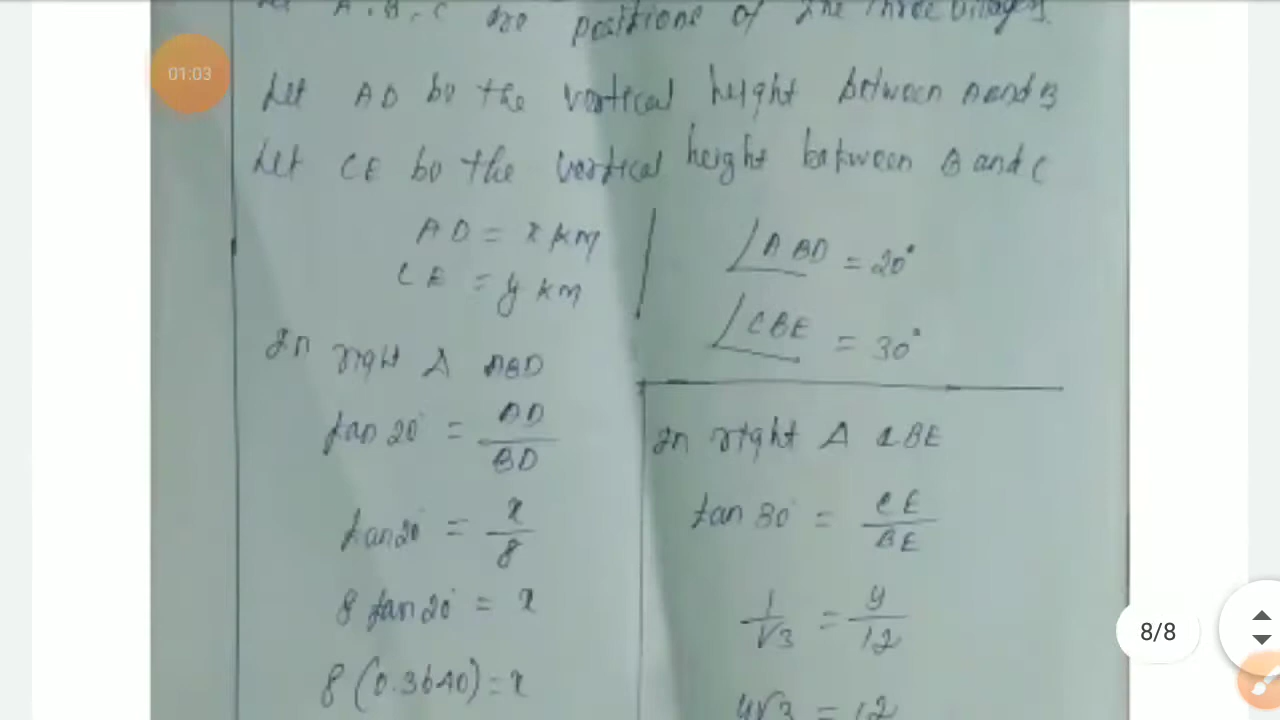 Let A, B, C are positions of the three villages.
01:03
Let AD be the vertical height between A and B
Let CE be the vertical height between B and C
AD = x km
CE = y km
∠ABD = 20°
∠CBE = 30°
In right Δ ABD
tan 20° = AD/BD
tan 20° = x/8
8 tan 20° = x
8(0.3640) = x
In right Δ CBE
tan 30° = CE/BE
1/√3 = y/12
y√3 = 12
8/8